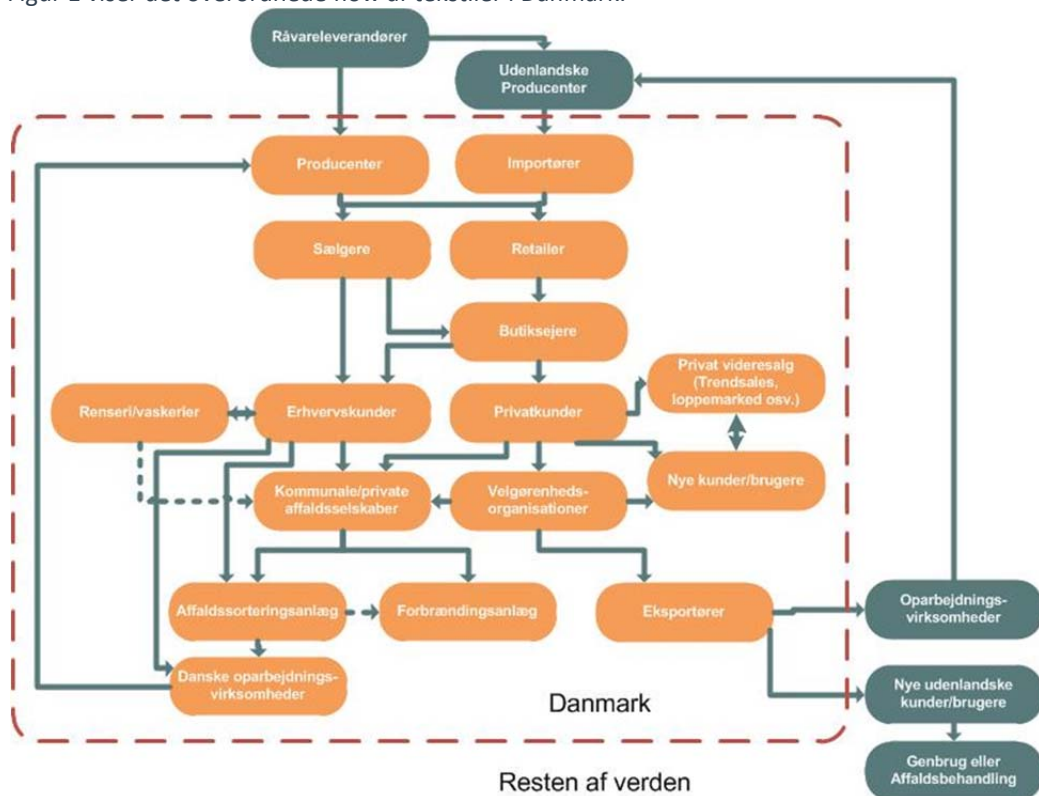 Figur 1 viser det overordnede flow af tekstiler i Danmark.
Råvareleverandører
Udenlandske
Producenter
Producenter
Importører
Sælgere
Retailer
Butiksejere
Privat videresalg
(Trendsales,
loppemarked osv.)
Renseri/vaskerier
Erhvervskunder
Privatkunder
Nye kunder/brugere
Kommunale/private
affaldsselskaber
Velgørenheds-
organisationer
Affaldssorteringsanlæg
Forbrændingsanlæg
Eksportører
Oparbejdnings-
virksomheder
Danske oparbejdnings-
virksomheder
Danmark
Nye udenlandske
kunder/brugere
Resten af verden
Genbrug eller
Affaldsbehandling